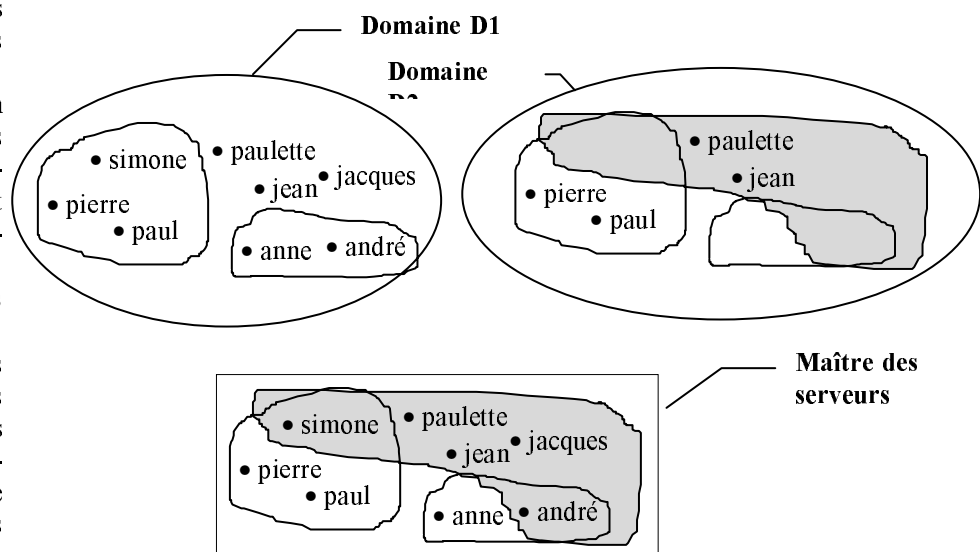 Domaine D1
Domaine
simone
paulette
jacques
jean
pierre
paul
anne
andré
paulette
jean
pierre
paul
Maître des
serveurs
simone
paulette
jacques
jean
pierre
paul
anne
andré